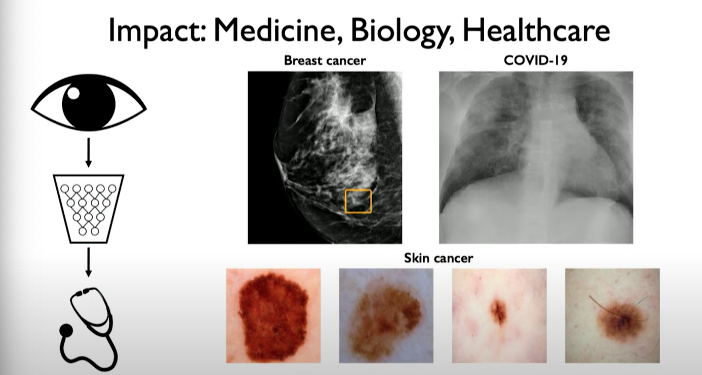 Impact: Medicine, Biology, Healthcare
Breast cancer
COVID-19
Skin cancer